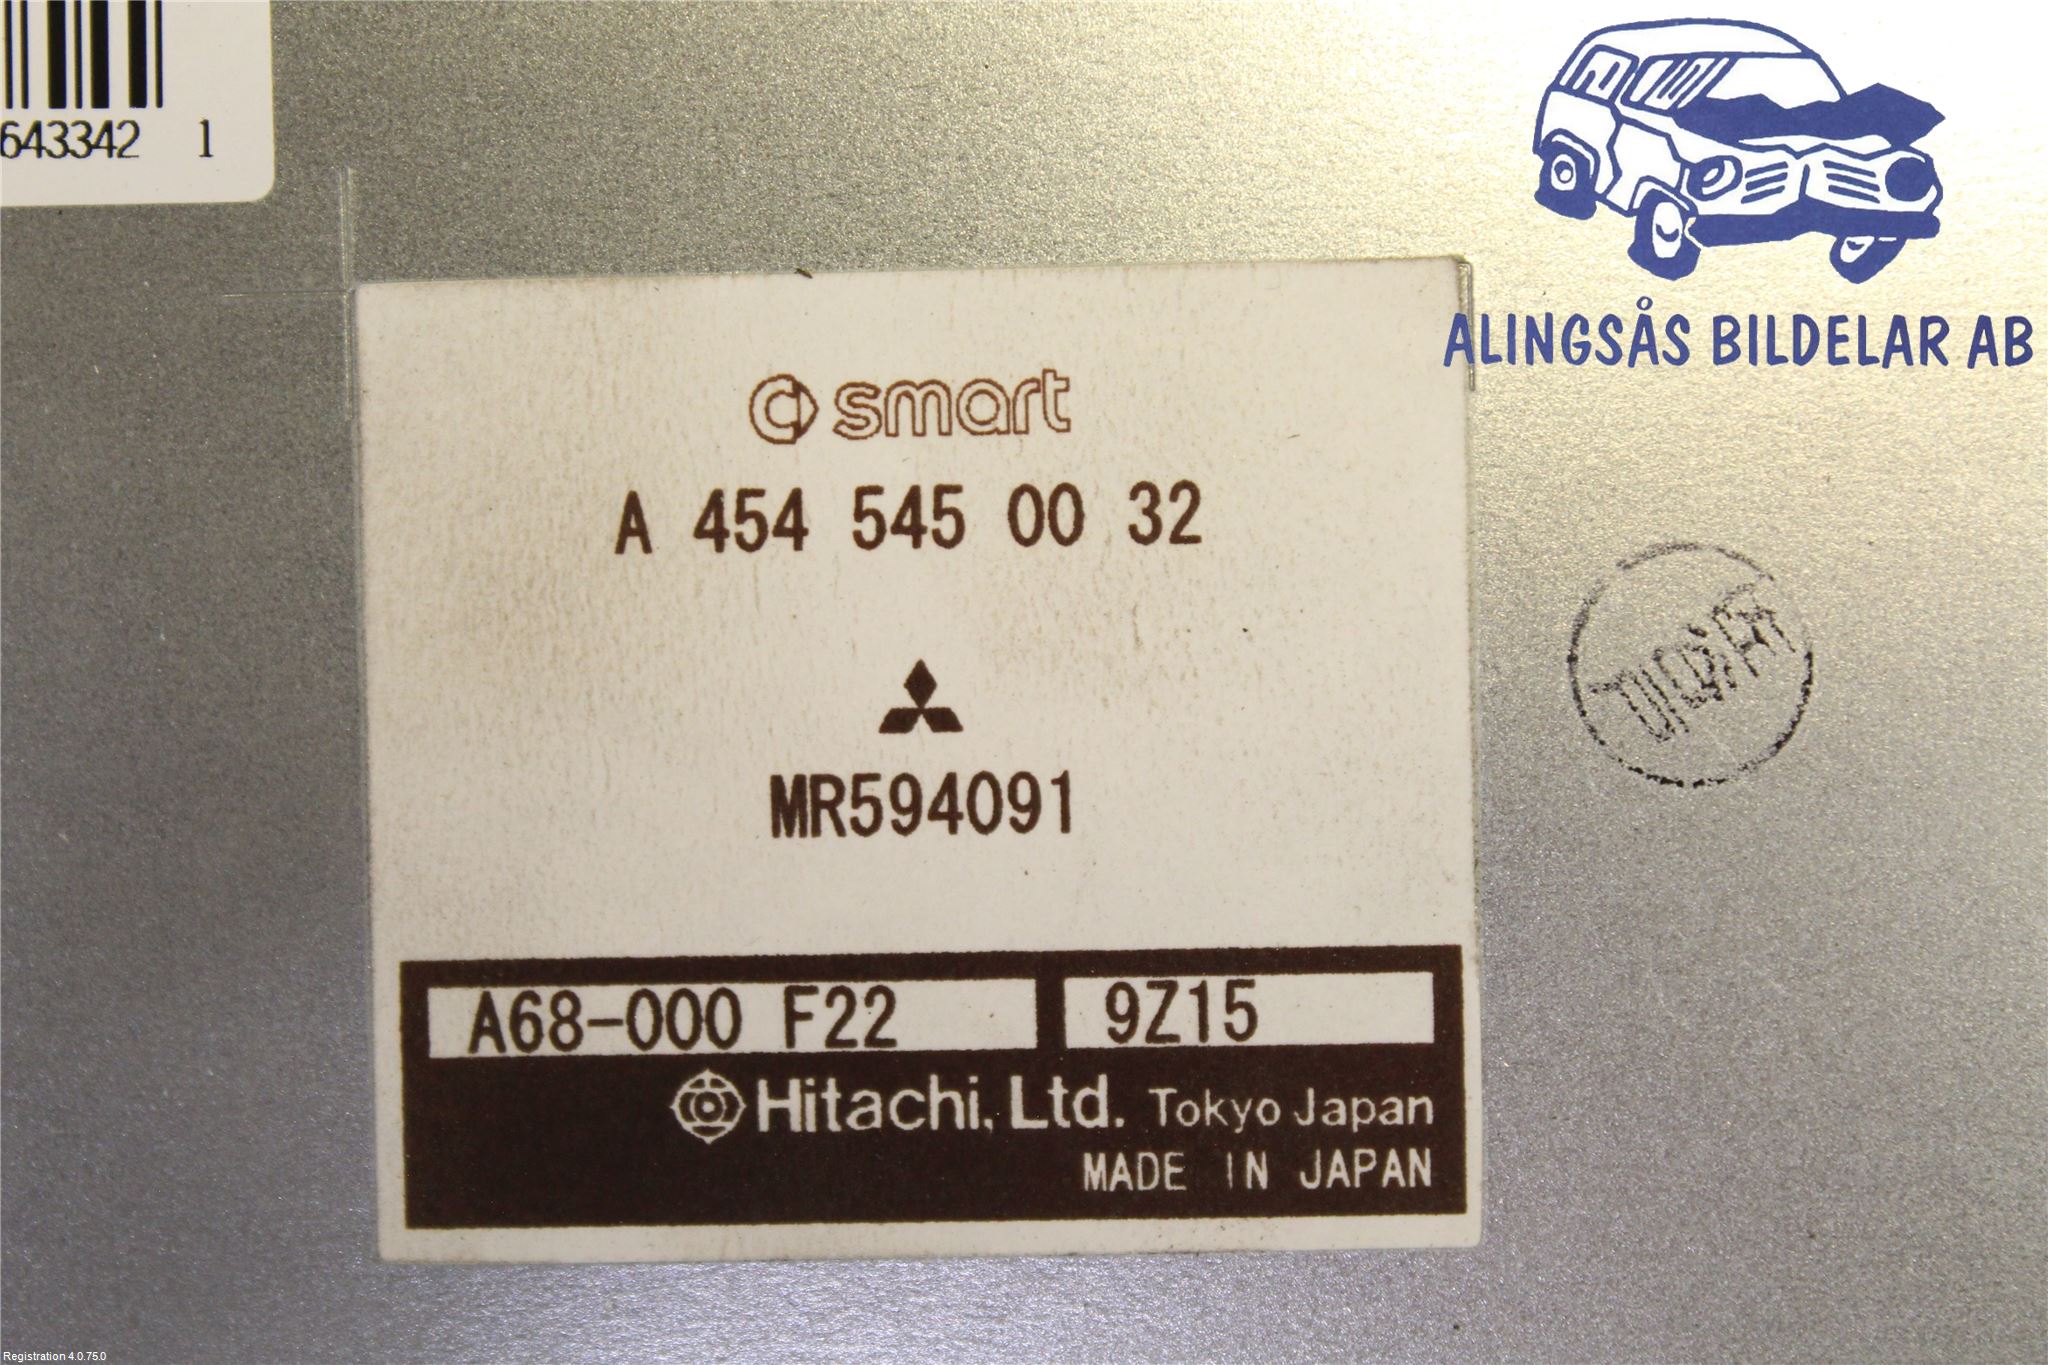 643342 1
ALINGSÅS BILDELAR AB
smart
A 454 545 00 32
MR594091
A68-000 F22
9Z15
Hitachi, Ltd. Tokyo Japan
MADE IN JAPAN
Registration 4.0.75.0